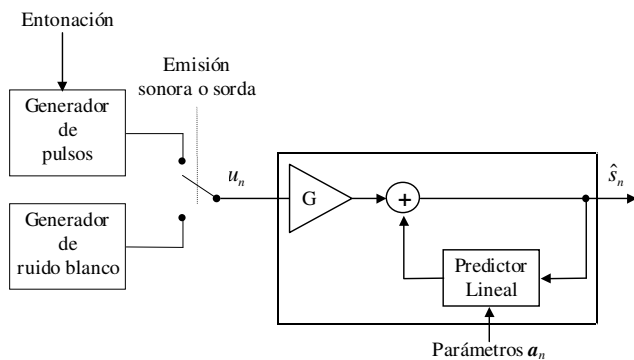 Entonación
Emisión
sonora o sorda
Generador
de
pulsos
u_n
G
+
ŝ_n
Generador
de
ruido blanco
Predictor
Lineal
Parámetros a_n